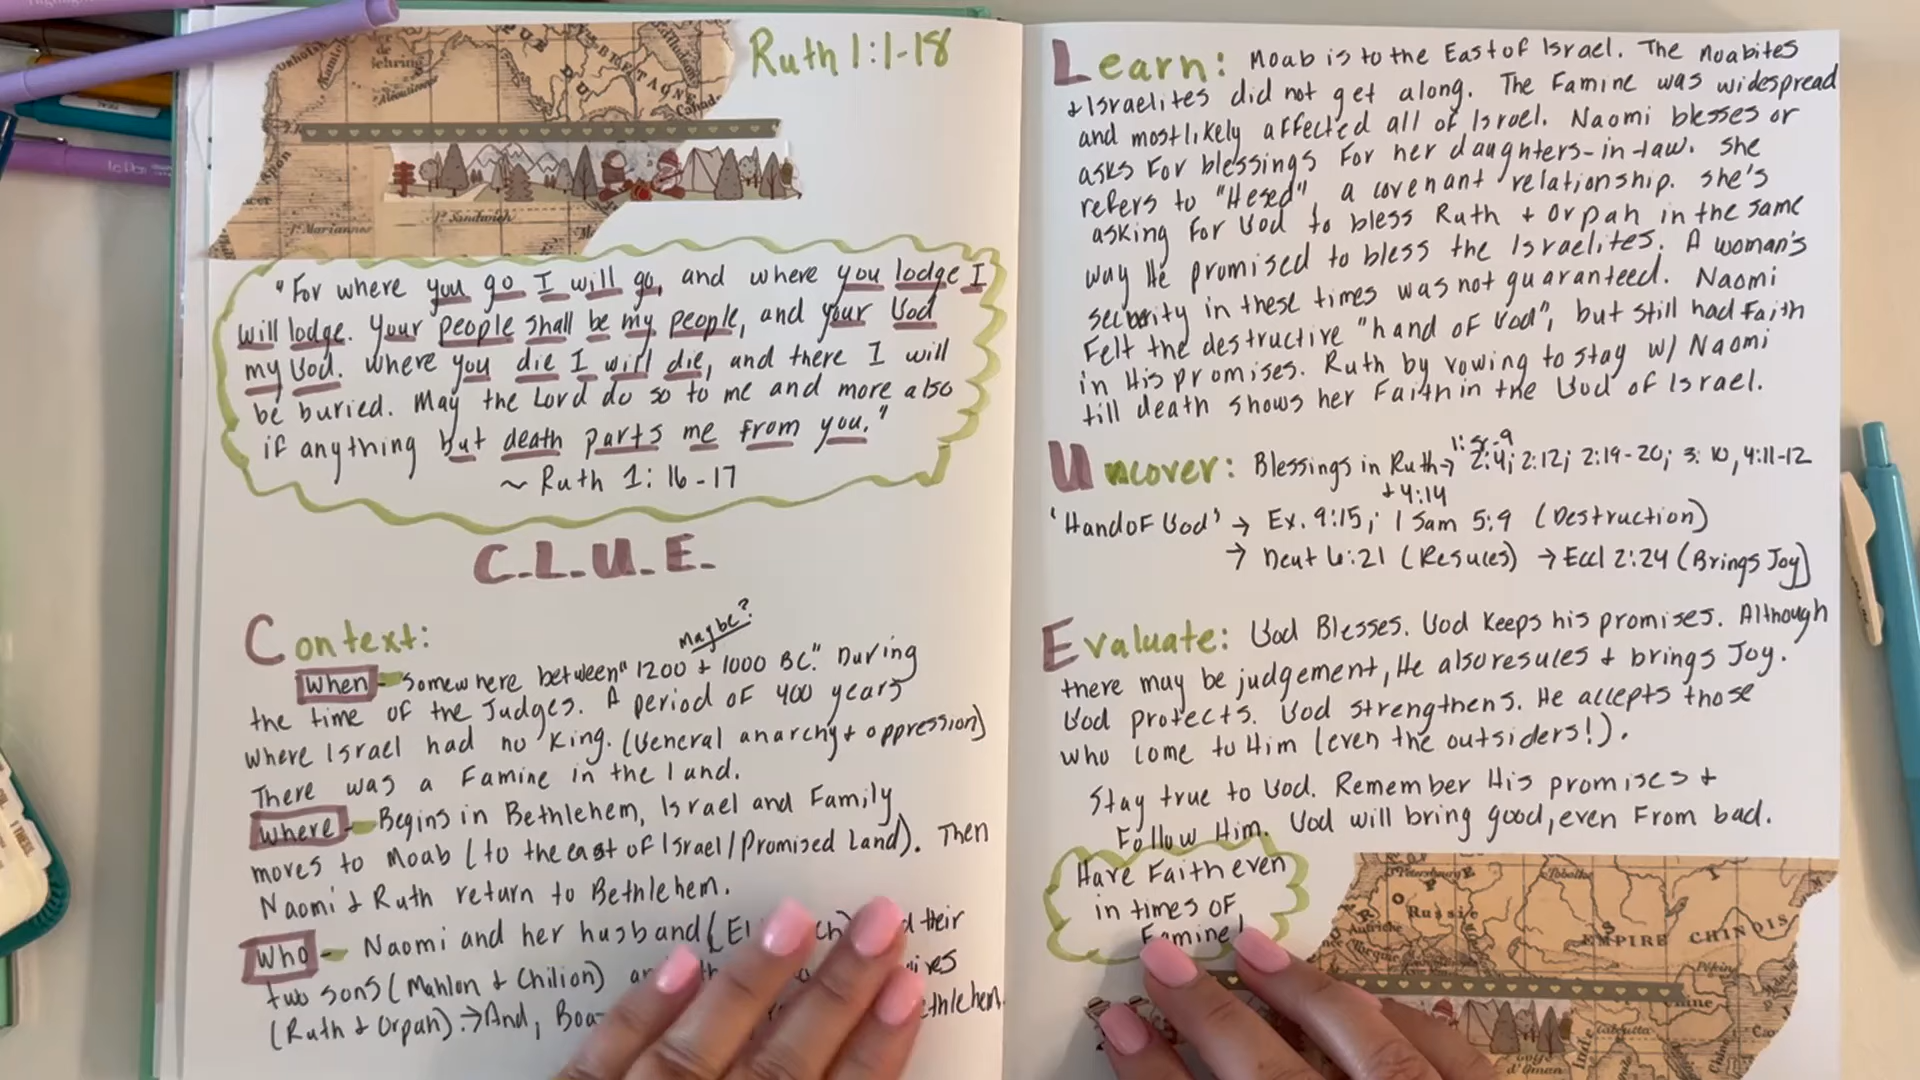 Ruth 1:1-18
"For where you go I will go, and where you lodge I
will lodge. Your people shall be my people, and your God
my God. Where you die I will die, and there I will
be buried. May the Lord do so to me and more also
if anything but death parts me from you."
~ Ruth 1:16-17
C.L.U.E.
Context:
Maybe?
When - Somewhere between "1200 + 1000 BC." During
the time of the Judges. A period of 400 years
where Israel had no King. (General anarchy + oppression)
There was a Famine in the land.
Where - Begins in Bethlehem, Israel and Family
moves to Moab (to the east of Israel/Promised Land). Then
Naomi & Ruth return to Bethlehem.
Who - Naomi and her husband ( their
two sons (Mahlon & Chilion)
(Ruth & Orpah) → And,
Learn: Moab is to the East of Israel. The Moabites
+ Israelites did not get along. The Famine was widespread
and most likely affected all of Israel. Naomi blesses or
asks For blessings For her daughters-in-law. She
refers to "Hesed" a covenant relationship. She's
asking For God to bless Ruth + Orpah in the same
way He promised to bless the Israelites. A woman's
security in these times was not guaranteed. Naomi
Felt the destructive "hand of God", but still had Faith
in His promises. Ruth by vowing to stay w/ Naomi
till death shows her Faith in the God of Israel.
Uncover: Blessings in Ruth → 1:8-9 2:4; 2:12; 2:19-20; 3:10, 4:11-12
+ 4:14
'Hand of God' → Ex. 9:15; 1 Sam 5:9 (Destruction)
→ Deut 6:21 (Resues) → Eccl 2:24 (Brings Joy)
Evaluate: God Blesses. God Keeps his promises. Although
there may be judgement, He also resules + brings Joy.
God protects. God strengthens. He accepts those
who come to Him (even the outsiders!).
Stay true to God. Remember His promises +
Follow Him. God will bring good, even From bad.
Have Faith even
in times of
Famine!
P. Sandwich
I. Mariannes
Russie
EMPIRE CHINOIS
Calcutta
d'Oman